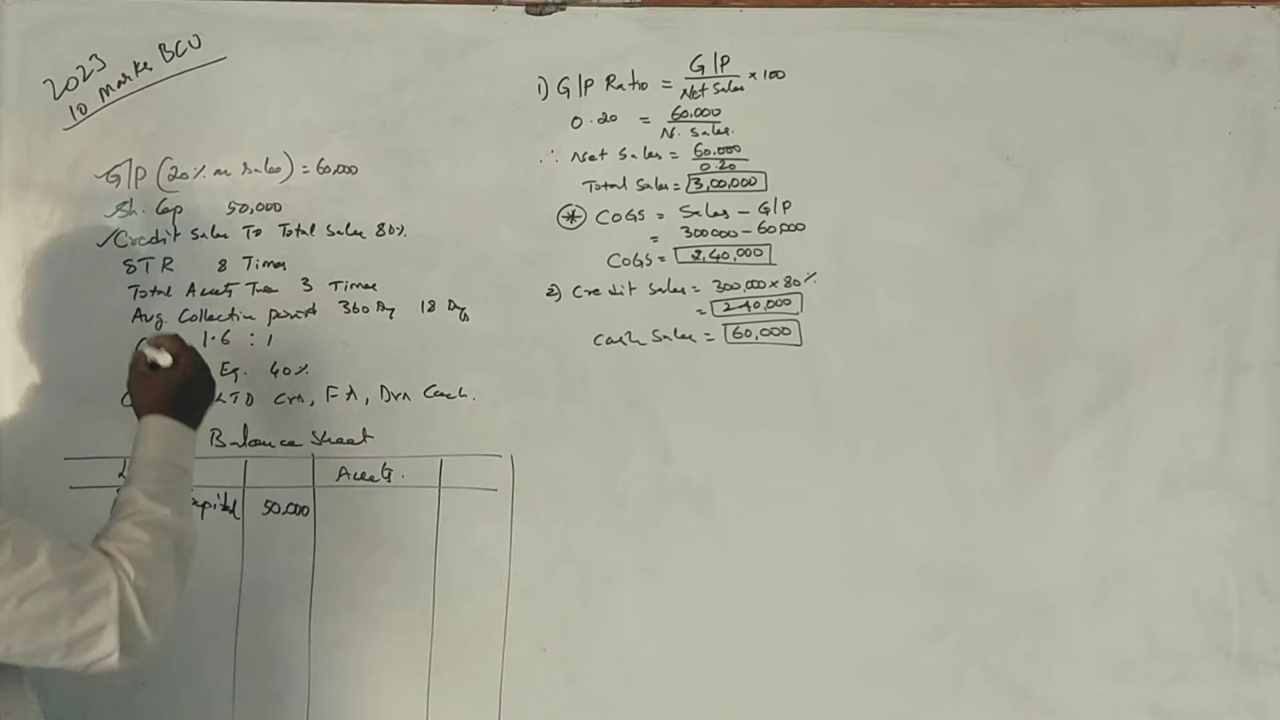 2023
10 Marks BCU
G/P (20% on Sales) = 60,000
Sh. Cap 50,000
Credit Sales To Total Sales 80%
STR 8 Times
Total Assets 3 Times
Avg. Collection period 360 Dy 18 Dy
1.6 : 1
Eq. 40%
LTD Crs, FA, Drs Cash.
Balance Sheet
Assets.
50,000
1) G/P Ratio = G/P / Net Sales × 100
0.20 = 60,000 / N. Sales.
∴ Net Sales = 60,000 / 0.20
Total Sales = 3,00,000
* COGS = Sales - G/P
= 300000 - 60,000
COGS = 2,40,000
2) Credit Sales = 300,000 × 80%
= 240,000
Cash Sales = 60,000